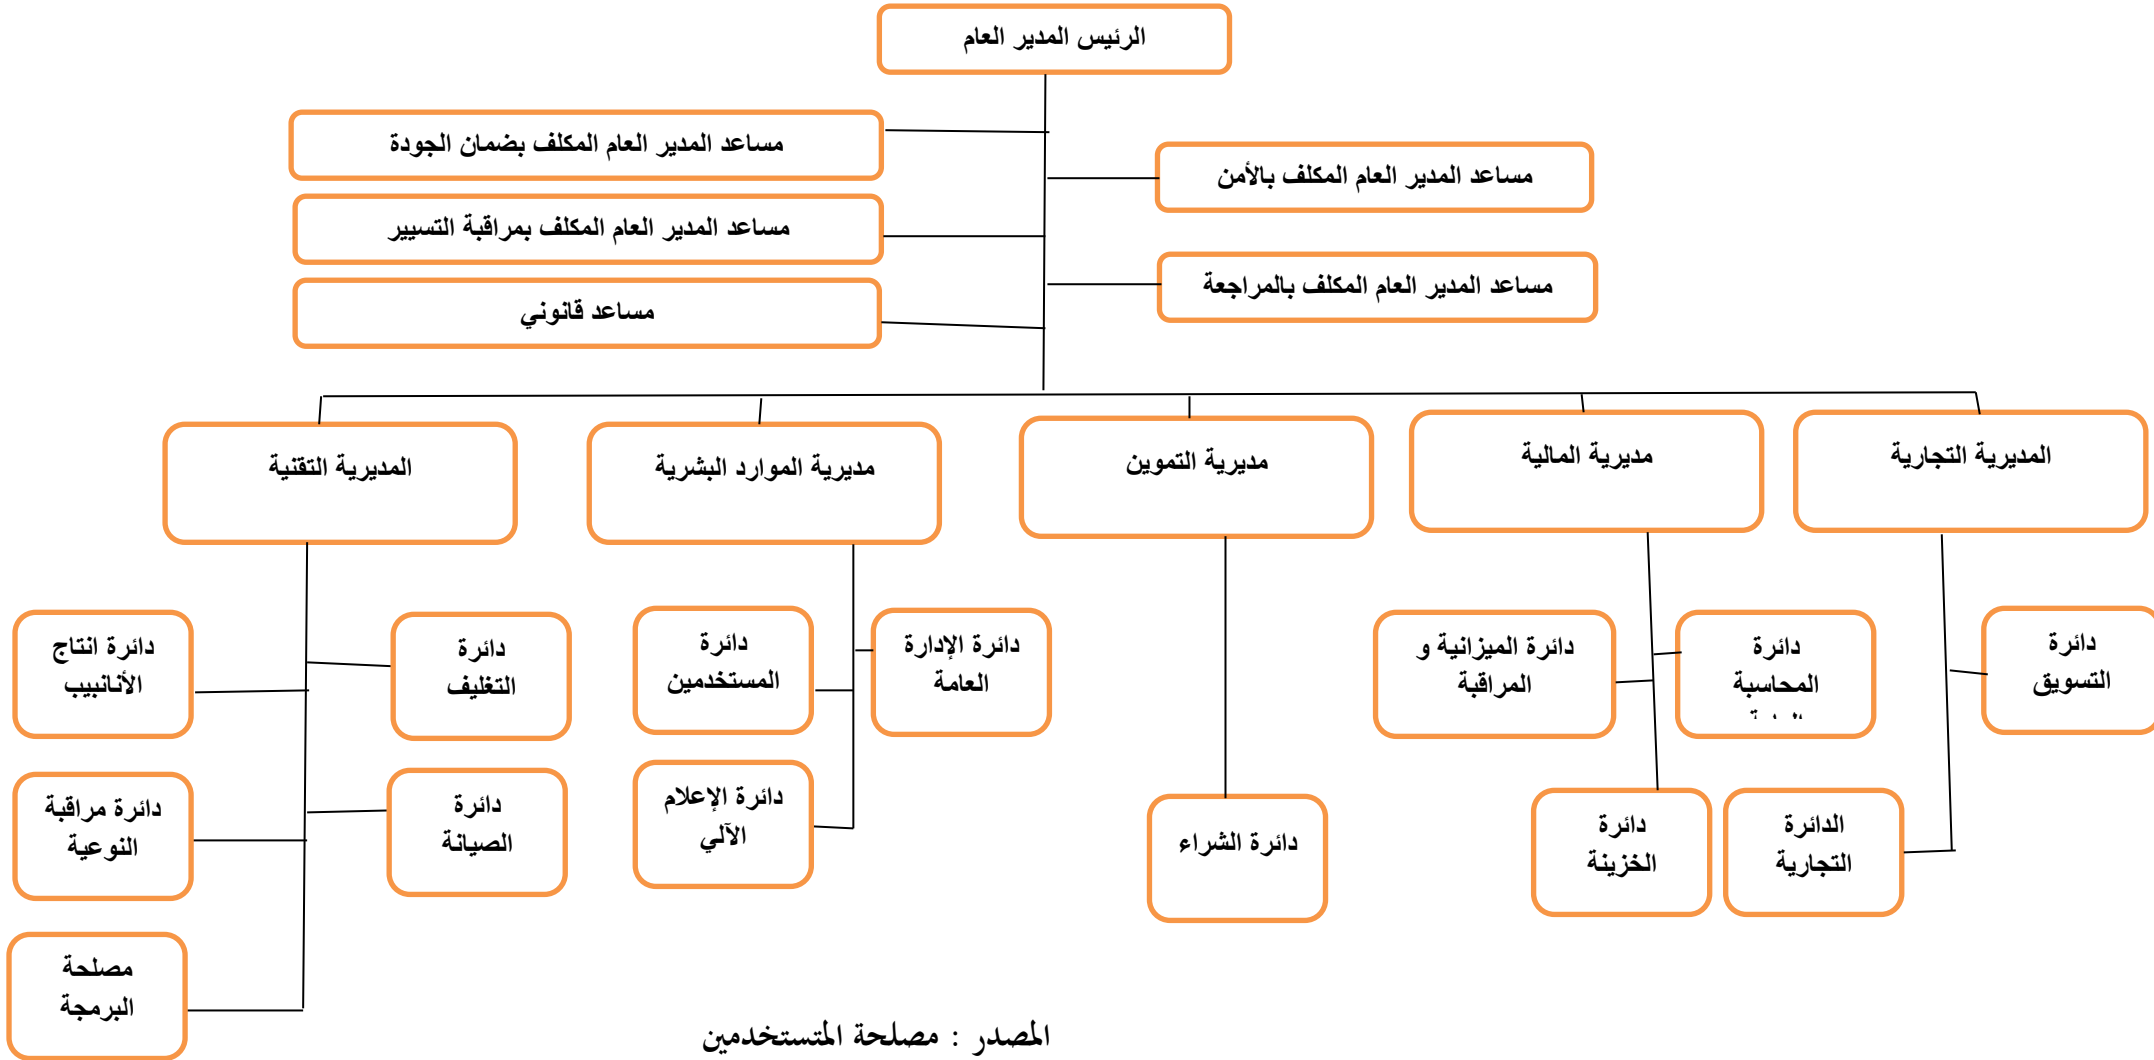 الرئيس المدير العام
مساعد المدير العام المكلف بضمان الجودة
مساعد المدير العام المكلف بالأمن
مساعد المدير العام المكلف بمراقبة التسيير
مساعد المدير العام المكلف بالمراجعة
مساعد قانوني
المديرية التجارية
مديرية المالية
مديرية التموين
مديرية الموارد البشرية
المديرية التقنية
دائرة
التسويق
دائرة
المحاسبة
دائرة الميزانية و
المراقبة
دائرة الإدارة
العامة
دائرة
المستخدمين
دائرة
التغليف
دائرة انتاج
الأنانبيب
الدائرة
التجارية
دائرة
الخزينة
دائرة الشراء
دائرة الإعلام
الآلي
دائرة
الصيانة
دائرة مراقبة
النوعية
مصلحة
البرمجة
المصدر : مصلحة المتستخدمين